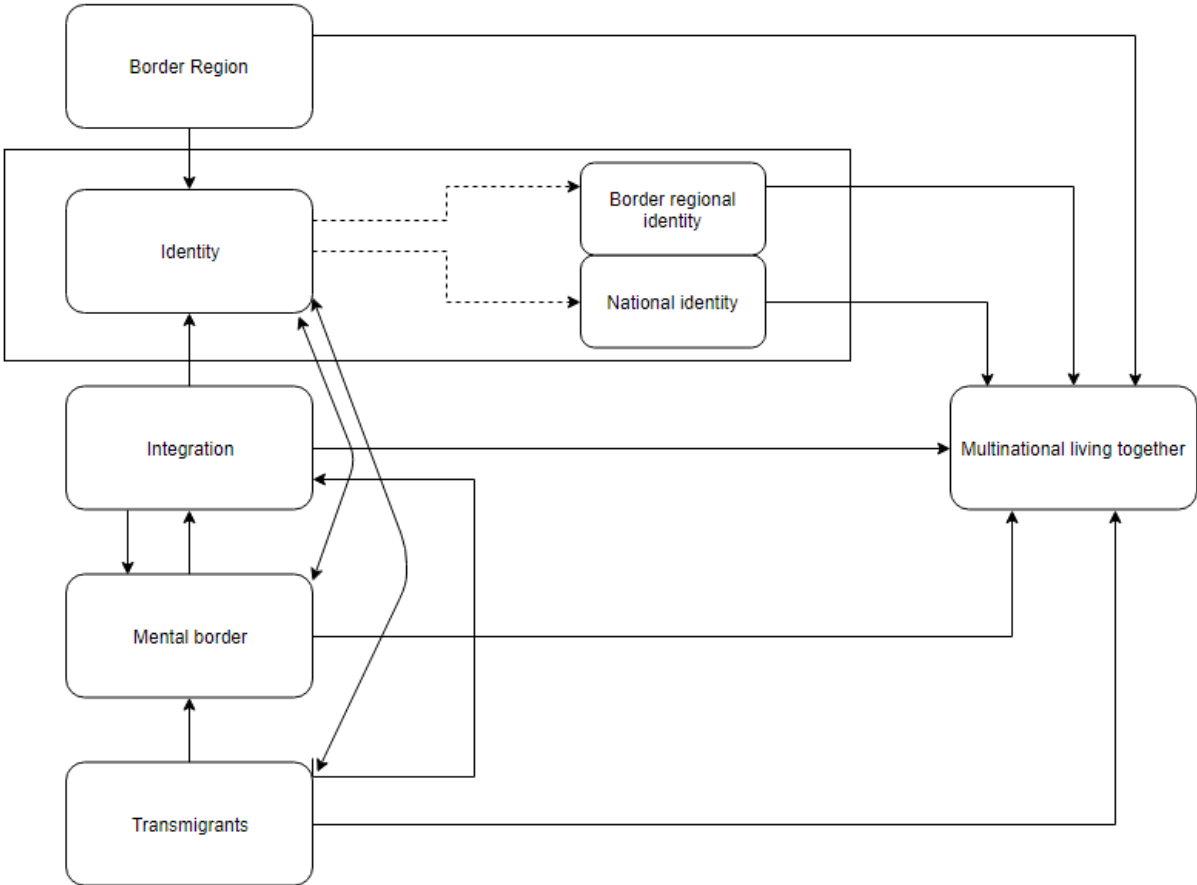 Border Region
Identity
Border regional
identity
National identity
Integration
Multinational living together
Mental border
Transmigrants